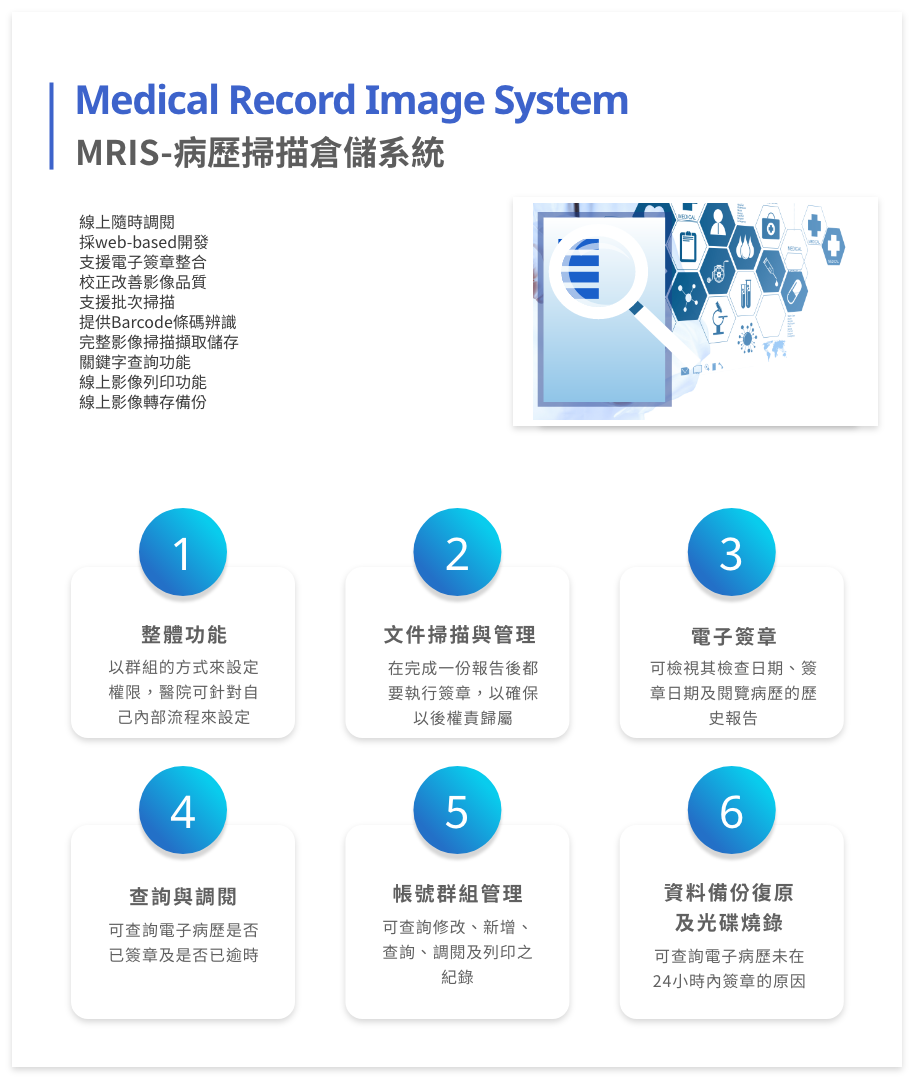 Medical Record Image System
MRIS-病歷掃描倉儲系統
線上隨時調閱
採web-based開發
支援電子簽章整合
校正改善影像品質
支援批次掃描
提供Barcode條碼辨識
完整影像掃描擷取儲存
關鍵字查詢功能
線上影像列印功能
線上影像轉存備份
MEDICAL
MEDICAL
1
整體功能
以群組的方式來設定
權限，醫院可針對自
己內部流程來設定
2
文件掃描與管理
在完成一份報告後都
要執行簽章，以確保
以後權責歸屬
3
電子簽章
可檢視其檢查日期、簽
章日期及閱覽病歷的歷
史報告
4
查詢與調閱
可查詢電子病歷是否
已簽章及是否已逾時
5
帳號群組管理
可查詢修改、新增、
查詢、調閱及列印之
紀錄
6
資料備份復原
及光碟燒錄
可查詢電子病歷未在
24小時內簽章的原因